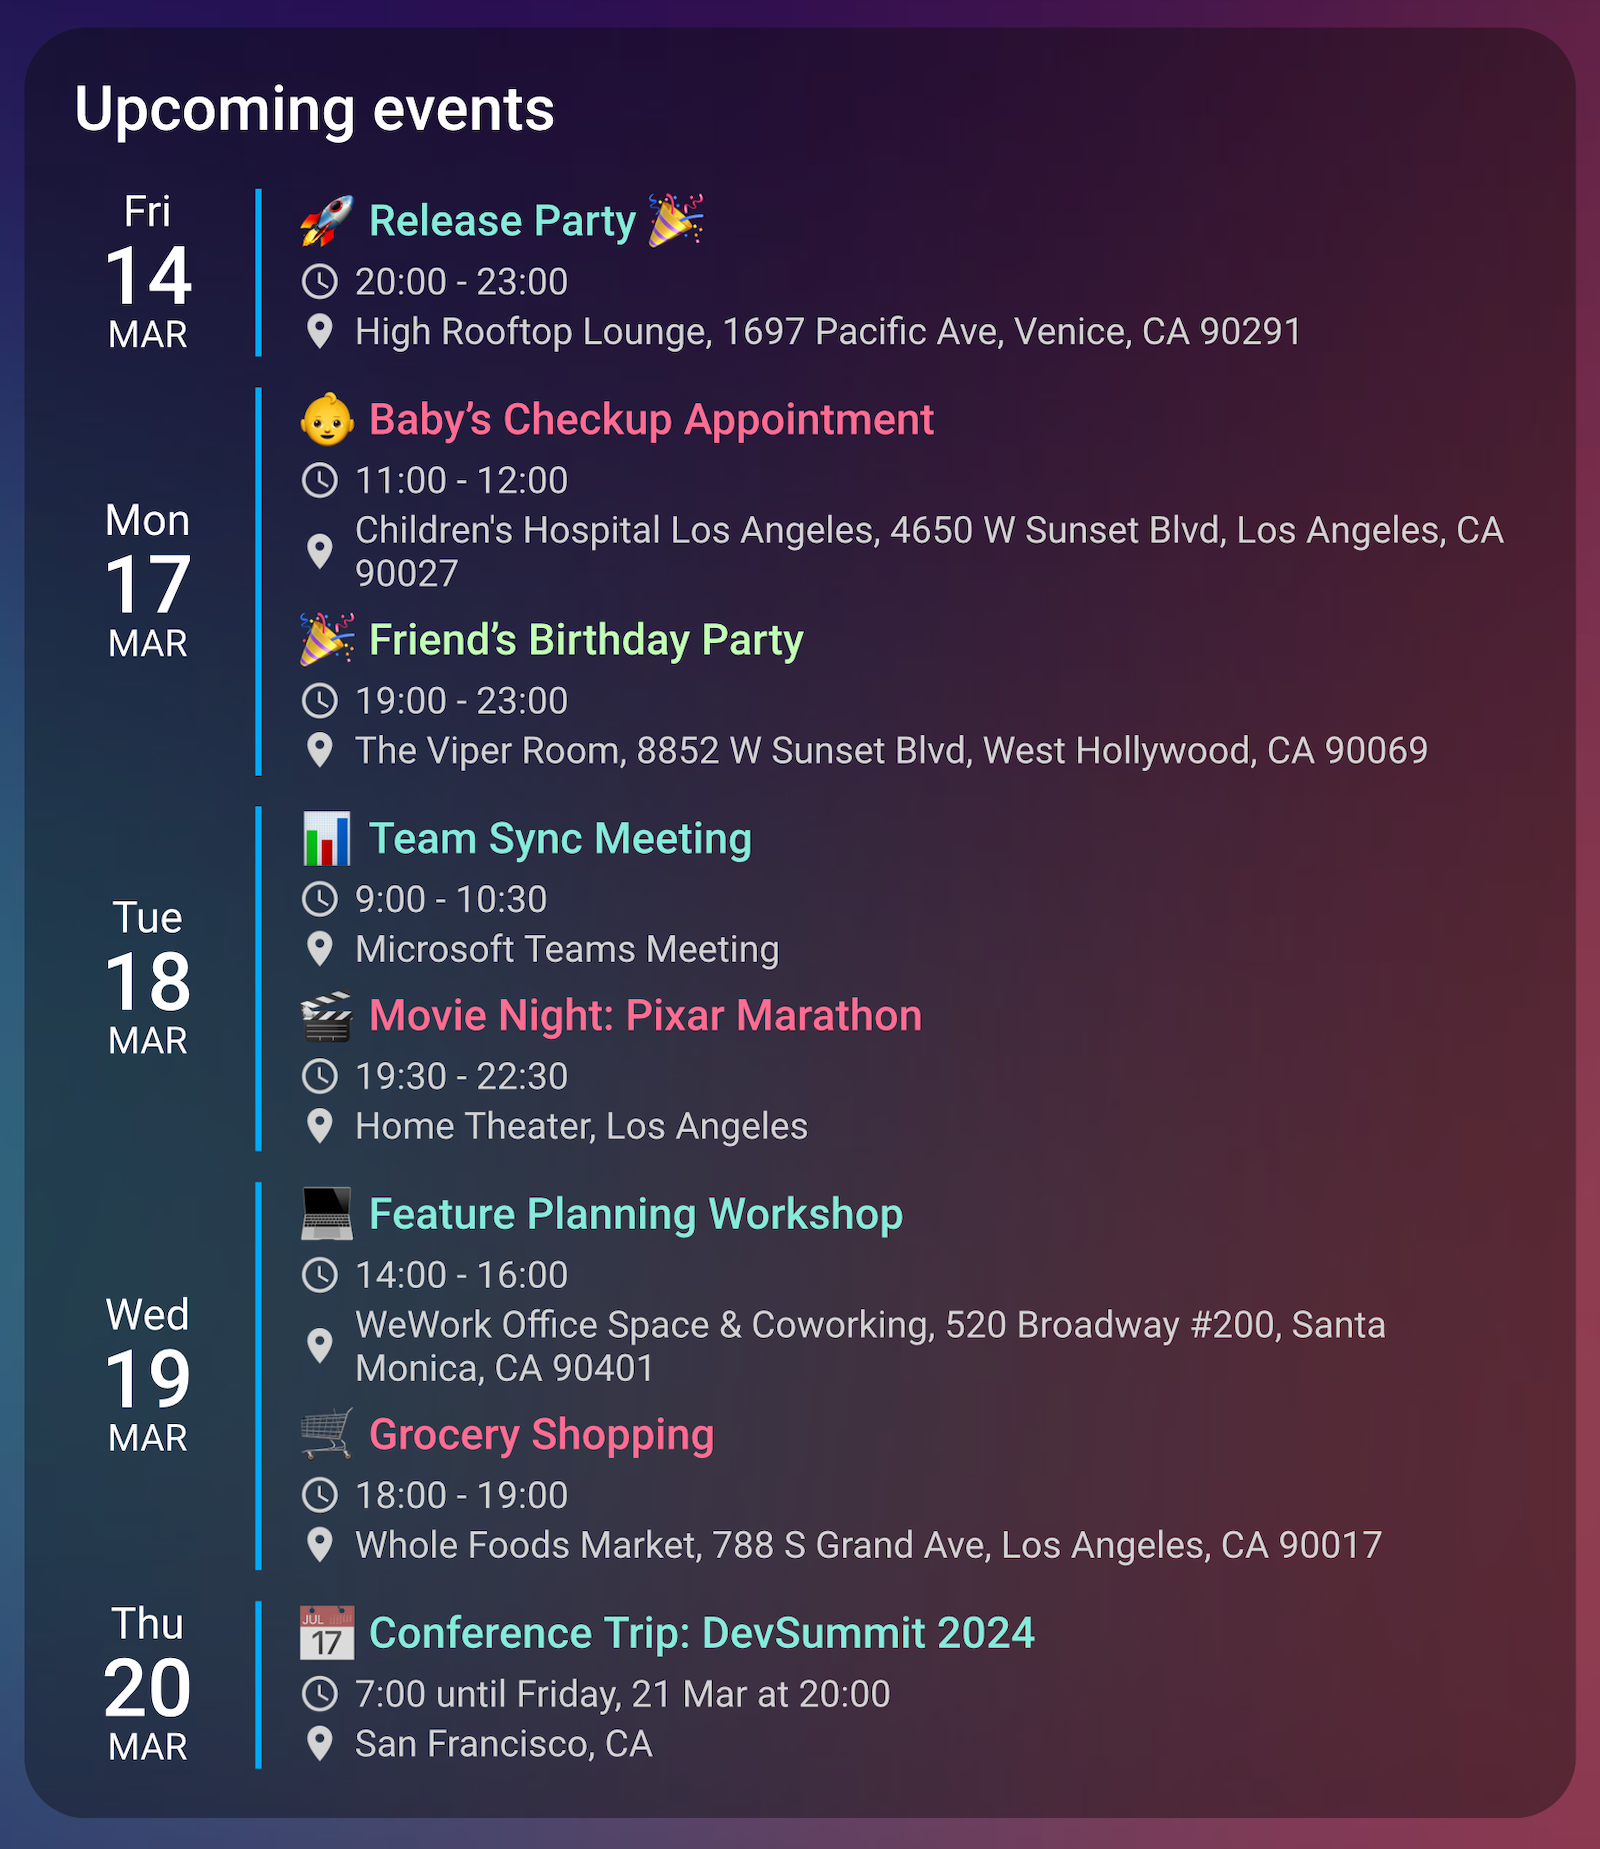 Upcoming events
Fri
14
MAR
🚀 Release Party 🎉
20:00 - 23:00
High Rooftop Lounge, 1697 Pacific Ave, Venice, CA 90291
Mon
17
MAR
👶 Baby’s Checkup Appointment
11:00 - 12:00
Children's Hospital Los Angeles, 4650 W Sunset Blvd, Los Angeles, CA
90027
🎉 Friend’s Birthday Party
19:00 - 23:00
The Viper Room, 8852 W Sunset Blvd, West Hollywood, CA 90069
Tue
18
MAR
📊 Team Sync Meeting
9:00 - 10:30
Microsoft Teams Meeting
🎬 Movie Night: Pixar Marathon
19:30 - 22:30
Home Theater, Los Angeles
Wed
19
MAR
💻 Feature Planning Workshop
14:00 - 16:00
WeWork Office Space & Coworking, 520 Broadway #200, Santa
Monica, CA 90401
🛒 Grocery Shopping
18:00 - 19:00
Whole Foods Market, 788 S Grand Ave, Los Angeles, CA 90017
Thu
20
MAR
📅 Conference Trip: DevSummit 2024
7:00 until Friday, 21 Mar at 20:00
San Francisco, CA